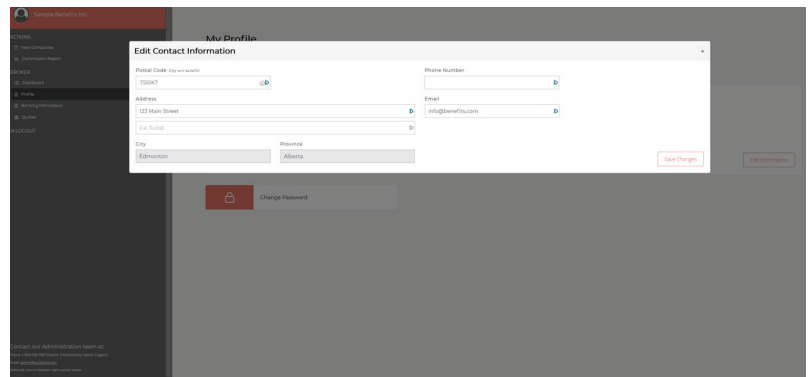 Sample Benefits Inc.
ACTIONS
View Companies
Commission Report
BROKER
Dashboard
Profile
Banking Information
Quotes
LOGOUT
My Profile
Edit Contact Information
×
Postal Code
Phone Number
T5S1K7
Address
Email
123 Main Street
info@benefits.com
(i.e. Suite)
City
Province
Edmonton
Alberta
Save Changes
Edit Information
Change Password
Contact our Administration team at: